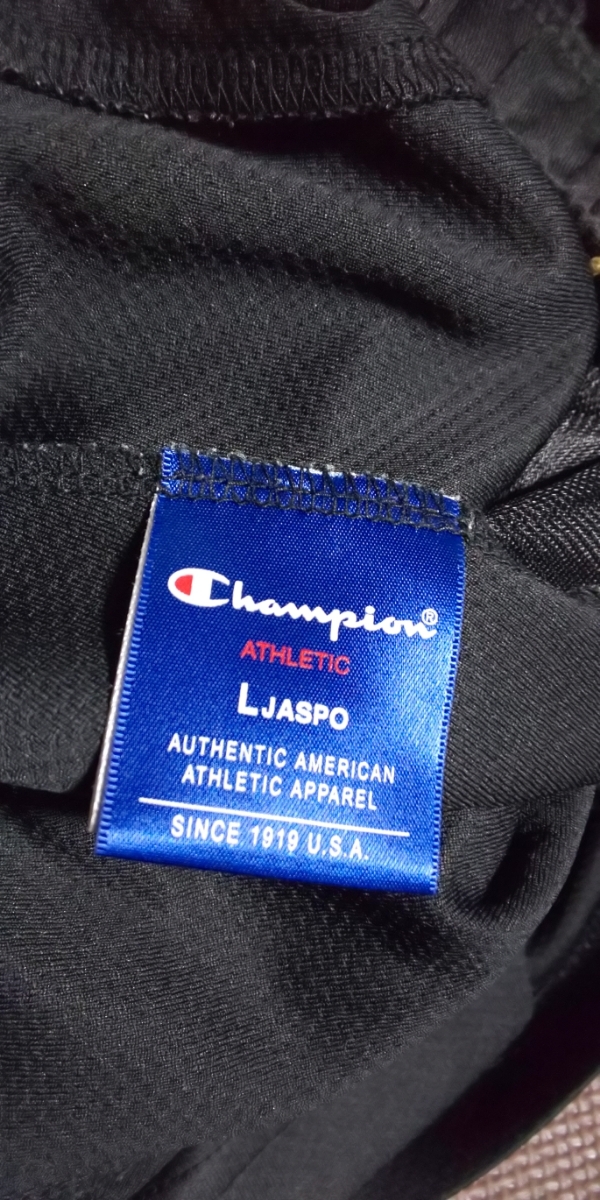 Champion®
ATHLETIC
L JASPO
AUTHENTIC AMERICAN
ATHLETIC APPAREL
SINCE 1919 U.S.A.